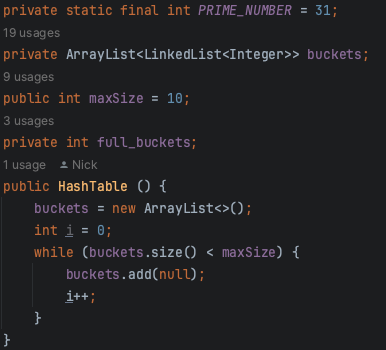 private static final int PRIME_NUMBER = 31;
19 usages
private ArrayList<LinkedList<Integer>> buckets;
9 usages
public int maxSize = 10;
3 usages
private int full_buckets;
1 usage Nick
public HashTable () {
buckets = new ArrayList<>();
int i = 0;
while (buckets.size() < maxSize) {
buckets.add(null);
i++;
}
}